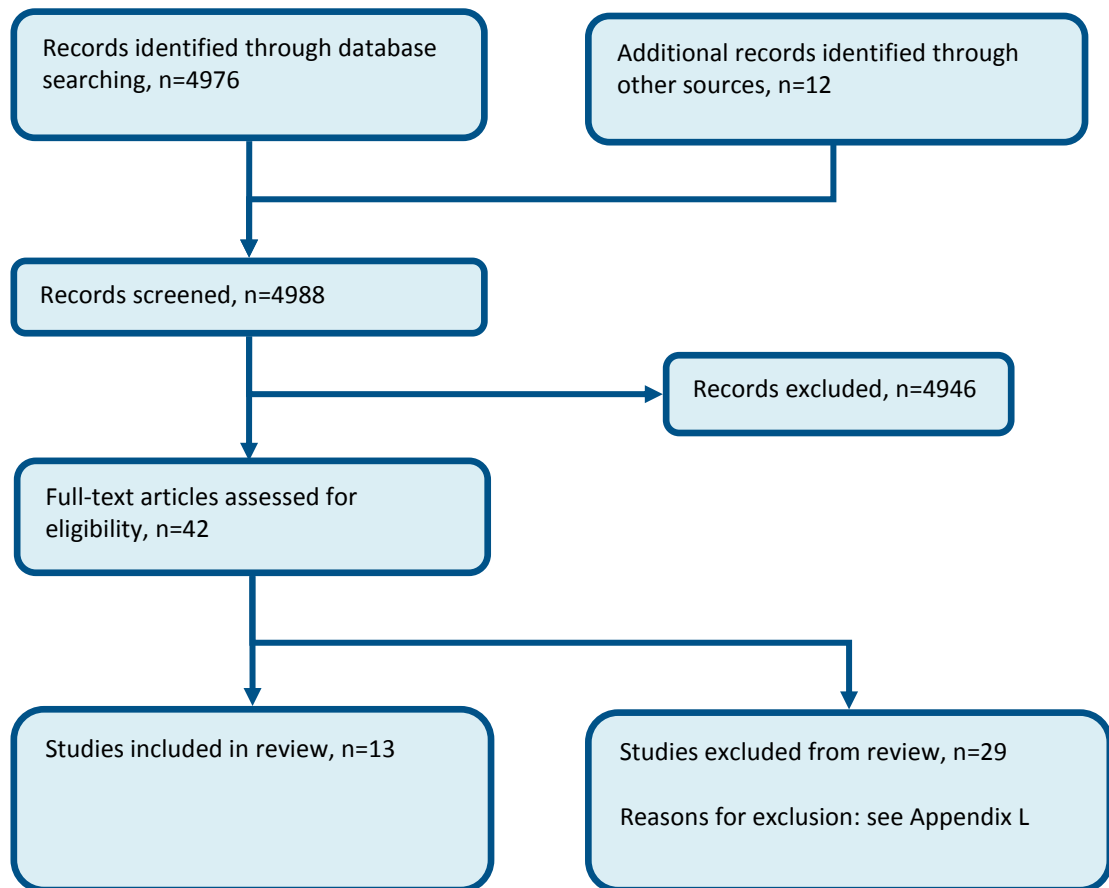 Records identified through database
searching, n=4976
Additional records identified through
other sources, n=12
Records screened, n=4988
Records excluded, n=4946
Full-text articles assessed for
eligibility, n=42
Studies included in review, n=13
Studies excluded from review, n=29
Reasons for exclusion: see Appendix L